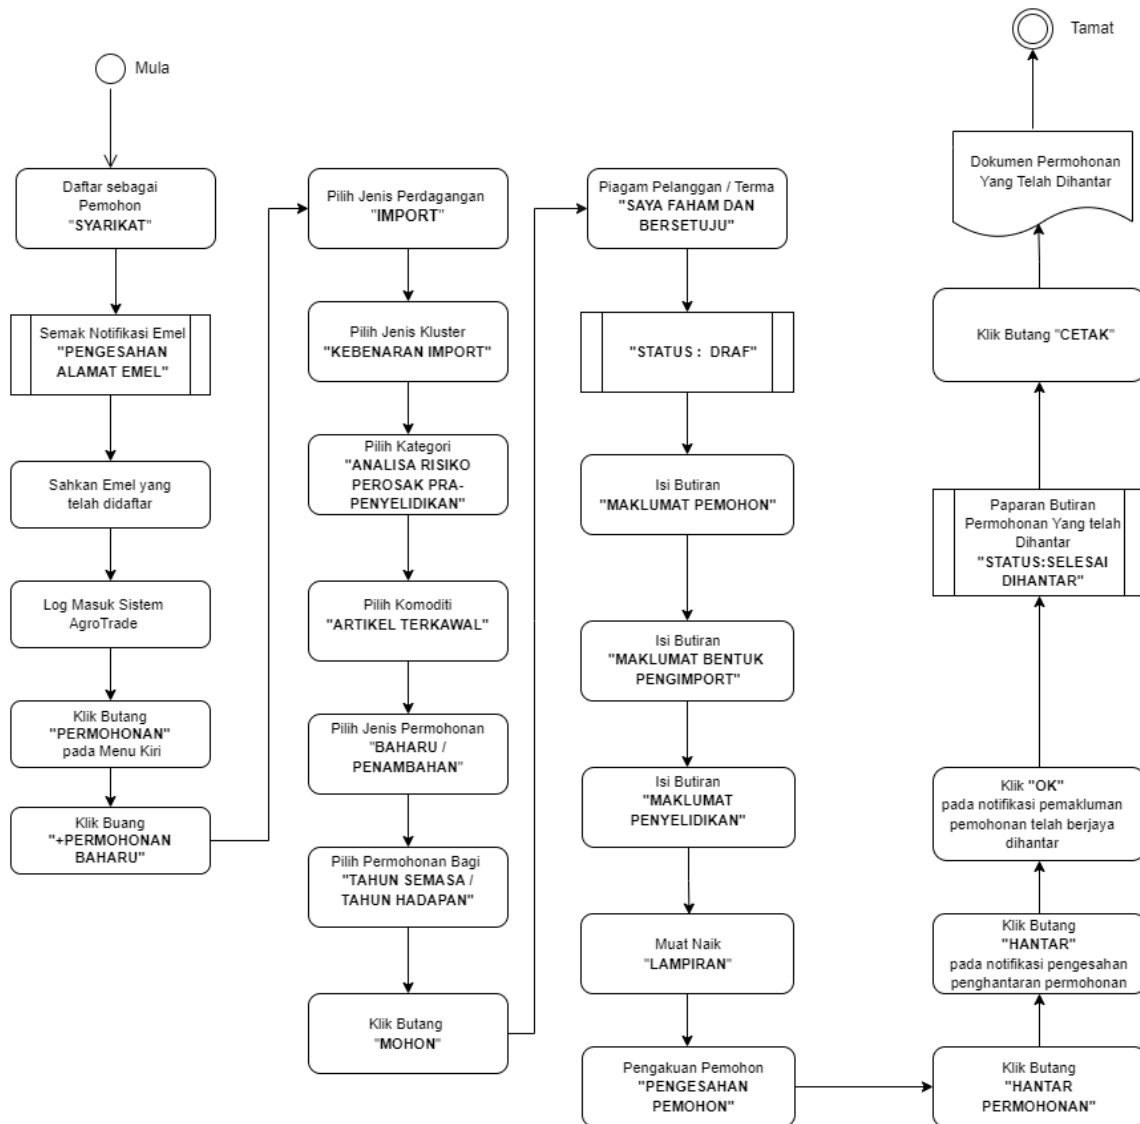 Mula
Daftar sebagai
Pemohon
"SYARIKAT"
Semak Notifikasi Emel
"PENGESAHAN
ALAMAT EMEL"
Sahkan Emel yang
telah didaftar
Log Masuk Sistem
AgroTrade
Klik Butang
"PERMOHONAN"
pada Menu Kiri
Klik Buang
"+PERMOHONAN
BAHARU"
Pilih Jenis Perdagangan
"IMPORT"
Pilih Jenis Kluster
"KEBENARAN IMPORT"
Pilih Kategori
"ANALISA RISIKO
PEROSAK PRA-
PENYELIDIKAN"
Pilih Komoditi
"ARTIKEL TERKAWAL"
Pilih Jenis Permohonan
"BAHARU /
PENAMBAHAN"
Pilih Permohonan Bagi
"TAHUN SEMASA /
TAHUN HADAPAN"
Klik Butang
"MOHON"
Piagam Pelanggan / Terma
"SAYA FAHAM DAN
BERSETUJU"
"STATUS : DRAF"
Isi Butiran
"MAKLUMAT PEMOHON"
Isi Butiran
"MAKLUMAT BENTUK
PENGIMPORT"
Isi Butiran
"MAKLUMAT
PENYELIDIKAN"
Muat Naik
"LAMPIRAN"
Pengakuan Pemohon
"PENGESAHAN
PEMOHON"
Klik Butang
"HANTAR
PERMOHONAN"
Klik Butang
"HANTAR"
pada notifikasi pengesahan
penghantaran permohonan
Klik "OK"
pada notifikasi pemakluman
pemohonan telah berjaya
dihantar
Paparan Butiran
Permohonan Yang telah
Dihantar
"STATUS:SELESAI
DIHANTAR"
Klik Butang "CETAK"
Dokumen Permohonan
Yang Telah Dihantar
Tamat